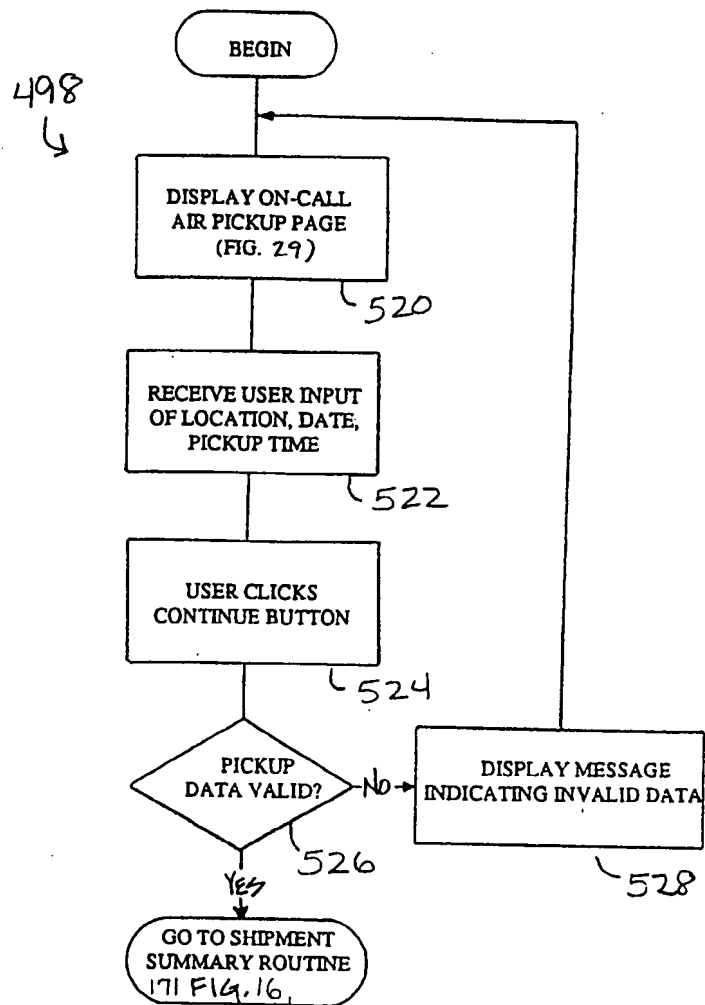 BEGIN
498
DISPLAY ON-CALL
AIR PICKUP PAGE
(FIG. 29)
520
RECEIVE USER INPUT
OF LOCATION, DATE,
PICKUP TIME
522
USER CLICKS
CONTINUE BUTTON
524
PICKUP
DATA VALID?
526
NO
DISPLAY MESSAGE
INDICATING INVALID DATA
528
YES
GO TO SHIPMENT
SUMMARY ROUTINE
171 FIG. 16